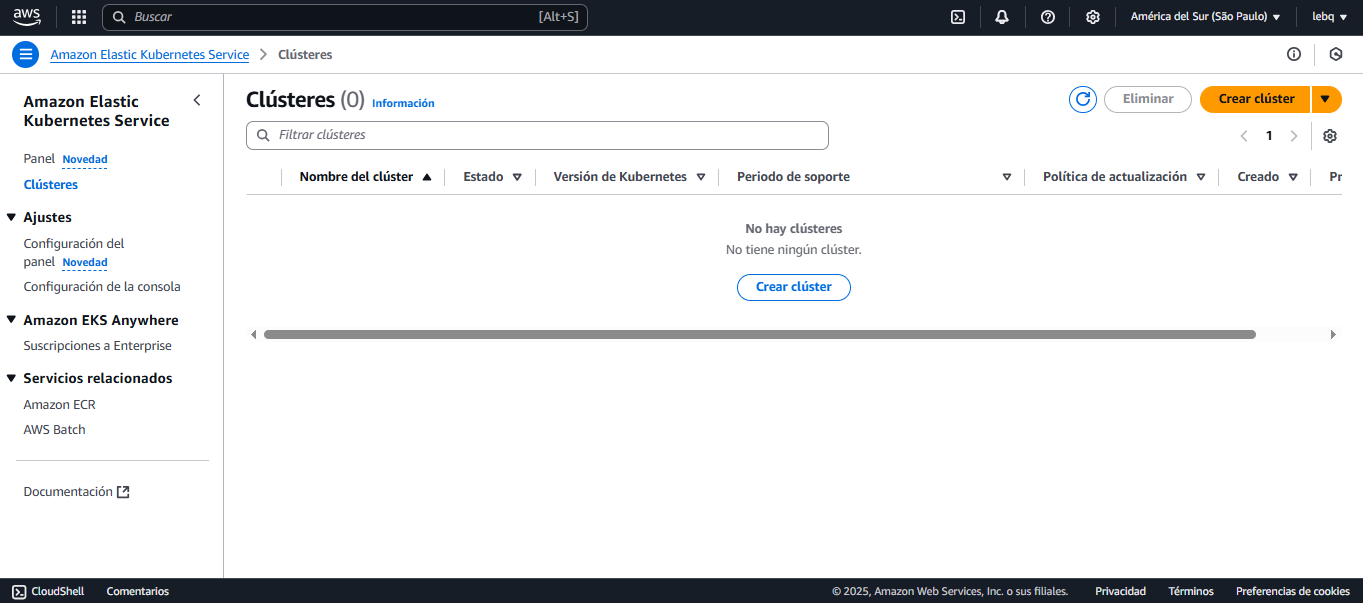 aws
Buscar [Alt+S]
América del Sur (São Paulo)
lebq
Amazon Elastic Kubernetes Service
Clústeres
Amazon Elastic
Kubernetes Service
Panel Novedad
Clústeres
Ajustes
Configuración del
panel Novedad
Configuración de la consola
Amazon EKS Anywhere
Suscripciones a Enterprise
Servicios relacionados
Amazon ECR
AWS Batch
Documentación
Clústeres (0) Información
Eliminar
Crear clúster
Filtrar clústeres
1
Nombre del clúster Estado Versión de Kubernetes Periodo de soporte Política de actualización Creado Pr
No hay clústeres
No tiene ningún clúster.
Crear clúster
CloudShell Comentarios © 2025, Amazon Web Services, Inc. o sus filiales. Privacidad Términos Preferencias de cookies